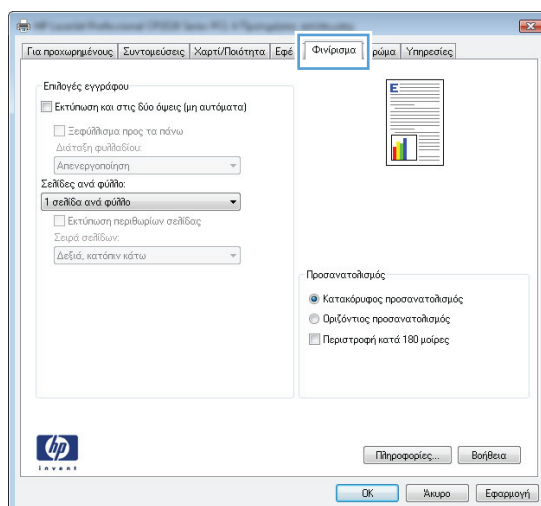 Για προχωρημένους Συντομεύσεις Χαρτί/Ποιότητα Εφέ Φινίρισμα ρώμα Υπηρεσίες
Επιλογές εγγράφου
Εκτύπωση και στις δύο όψεις (μη αυτόματα)
Ξεφύλλισμα προς τα πάνω
Διάταξη φυλλαδίου:
Απενεργοποίηση
Σελίδες ανά φύλλο:
1 σελίδα ανά φύλλο
Εκτύπωση περιθωρίων σελίδας
Σειρά σελίδων:
Δεξιά, κατόπιν κάτω
E
Προσανατολισμός
Κατακόρυφος προσανατολισμός
Οριζόντιος προσανατολισμός
Περιστροφή κατά 180 μοίρες
hp
invent
Πληροφορίες... Βοήθεια
OK Άκυρο Εφαρμογή